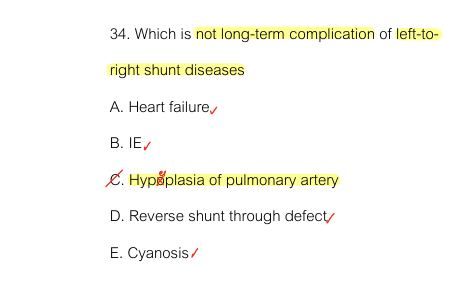 34. Which is not long-term complication of left-to-
right shunt diseases
A. Heart failure
B. IE
C. Hypoplasia of pulmonary artery
D. Reverse shunt through defect
E. Cyanosis